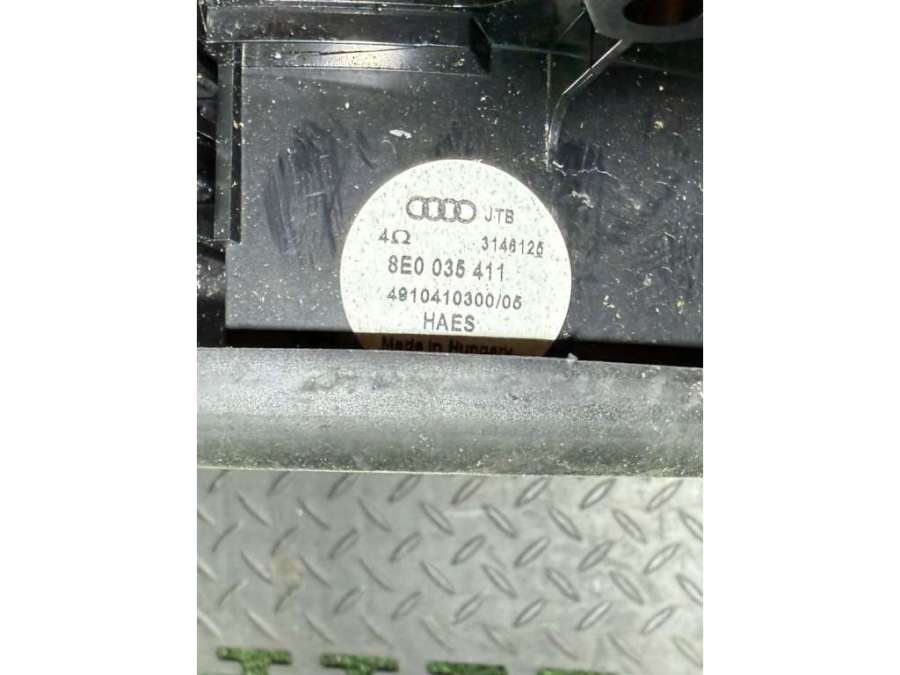 JTB
4Ω 3146125
8E0 035 411
4910410300/05
HAES
Made in Hungary